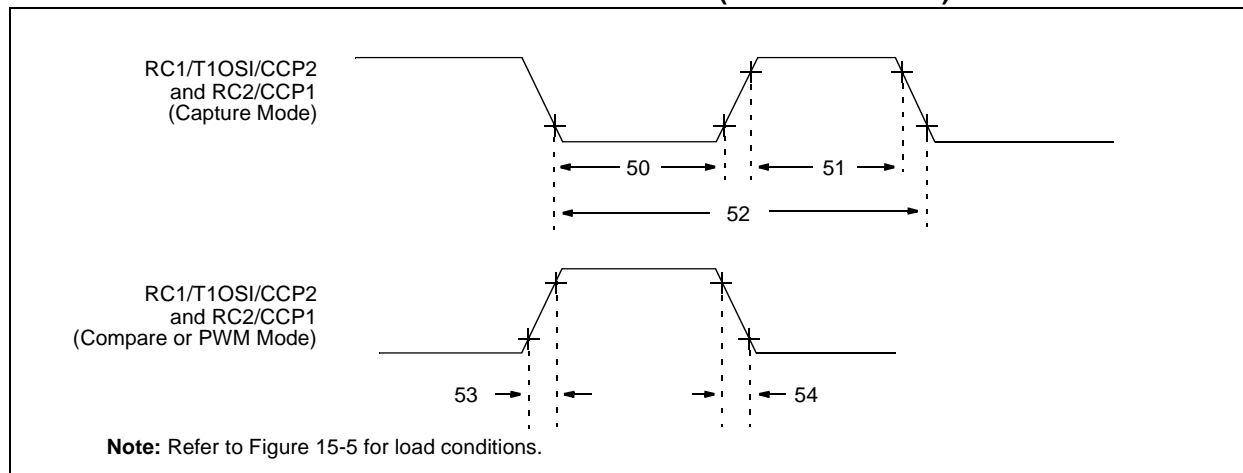 RC1/T1OSI/CCP2
and RC2/CCP1
(Capture Mode)
50
51
52
RC1/T1OSI/CCP2
and RC2/CCP1
(Compare or PWM Mode)
53
54
Note: Refer to Figure 15-5 for load conditions.